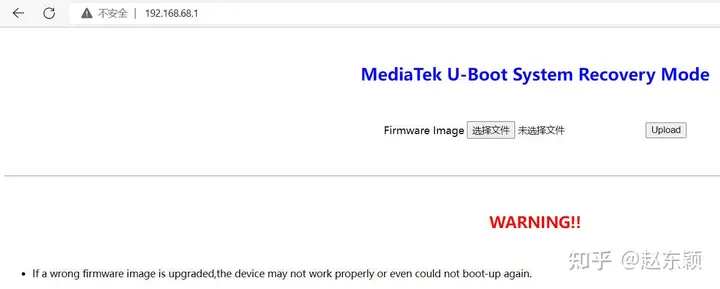 不安全 | 192.168.68.1
MediaTek U-Boot System Recovery Mode
Firmware Image 选择文件 未选择文件 Upload
WARNING!!
If a wrong firmware image is upgraded,the device may not work properly or even could not boot-up again.
知乎 @赵东颖